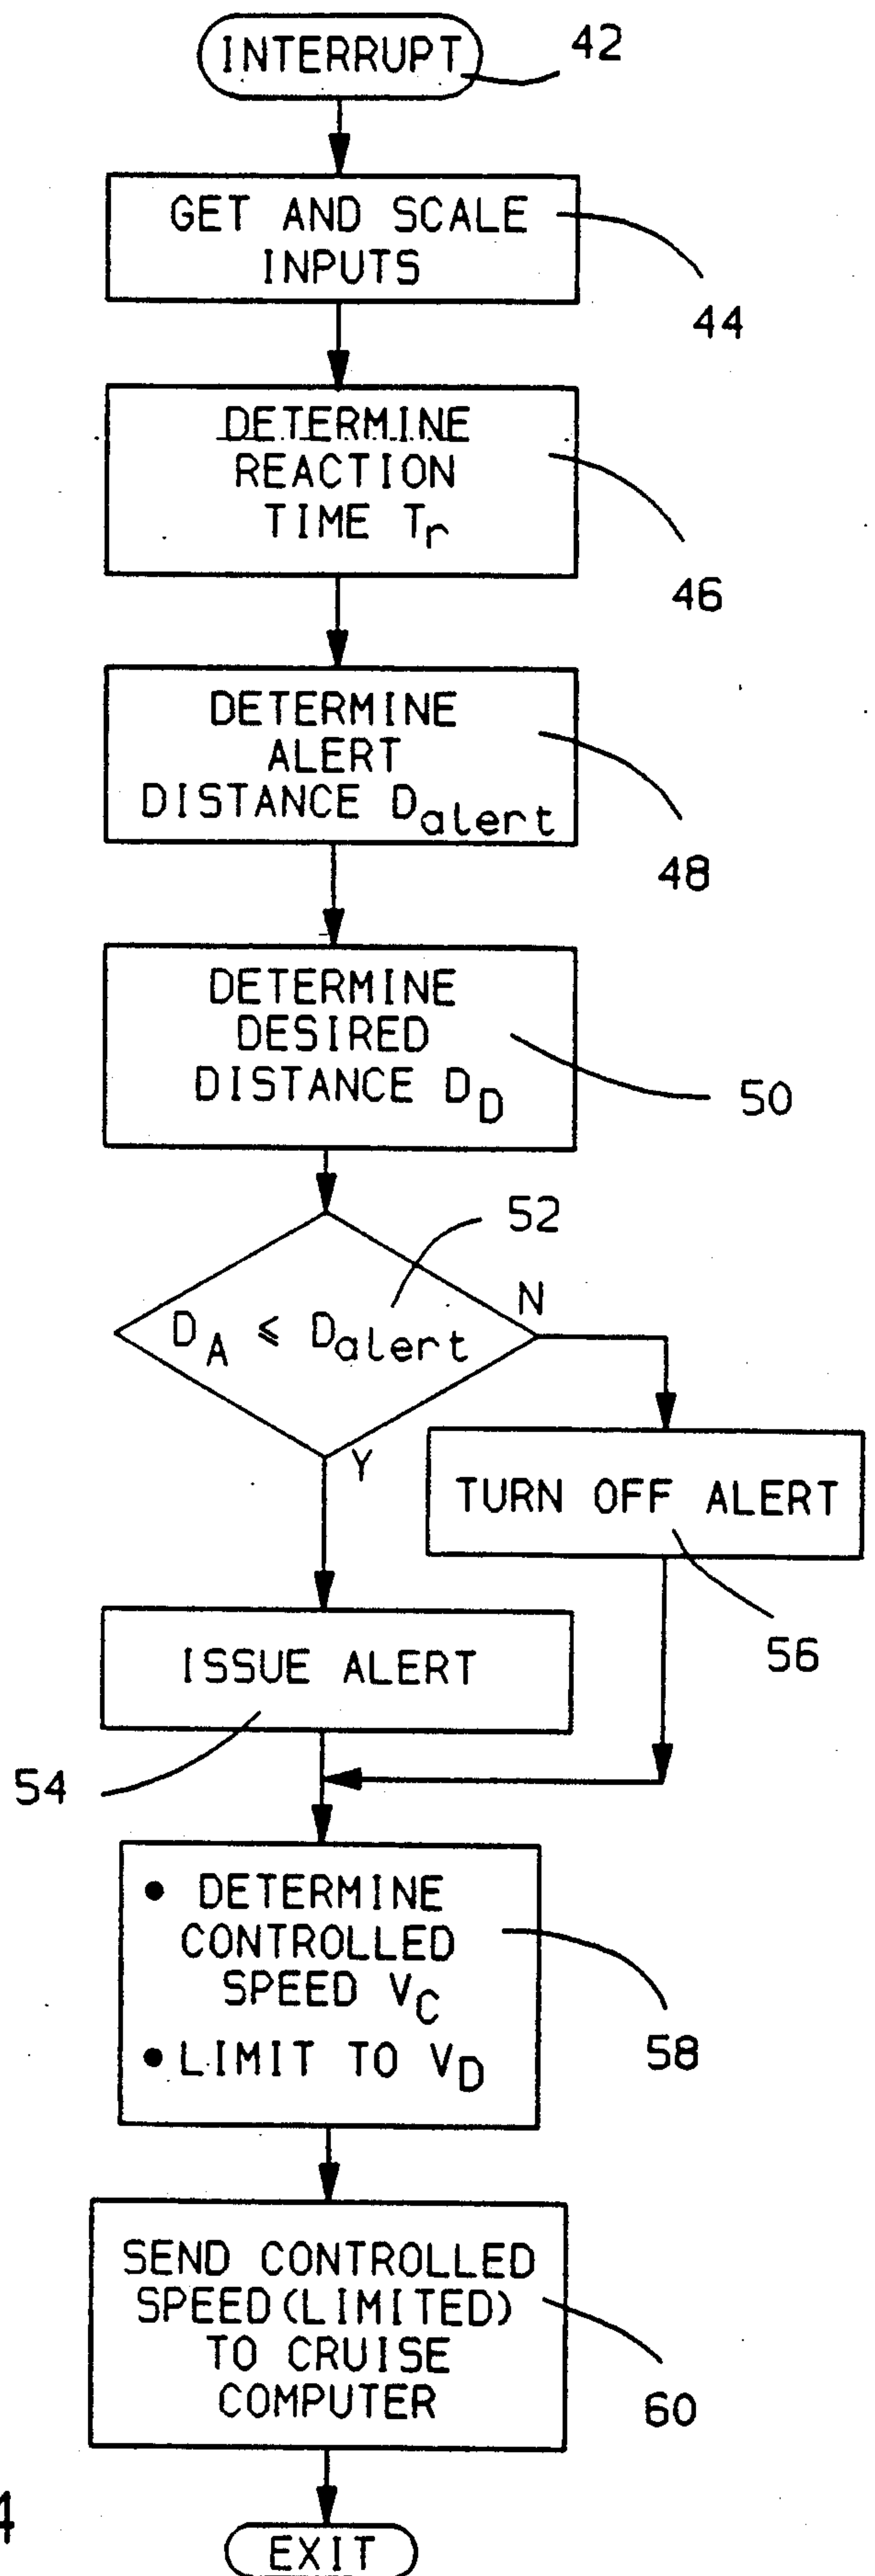 INTERRUPT
42
GET AND SCALE
INPUTS
44
DETERMINE
REACTION
TIME Tr
46
DETERMINE
ALERT
DISTANCE Dalert
48
DETERMINE
DESIRED
DISTANCE DD
50
52
DA ≤ Dalert
N
Y
TURN OFF ALERT
56
ISSUE ALERT
54
• DETERMINE
CONTROLLED
SPEED VC
• LIMIT TO VD
58
SEND CONTROLLED
SPEED(LIMITED)
TO CRUISE
COMPUTER
60
4
EXIT